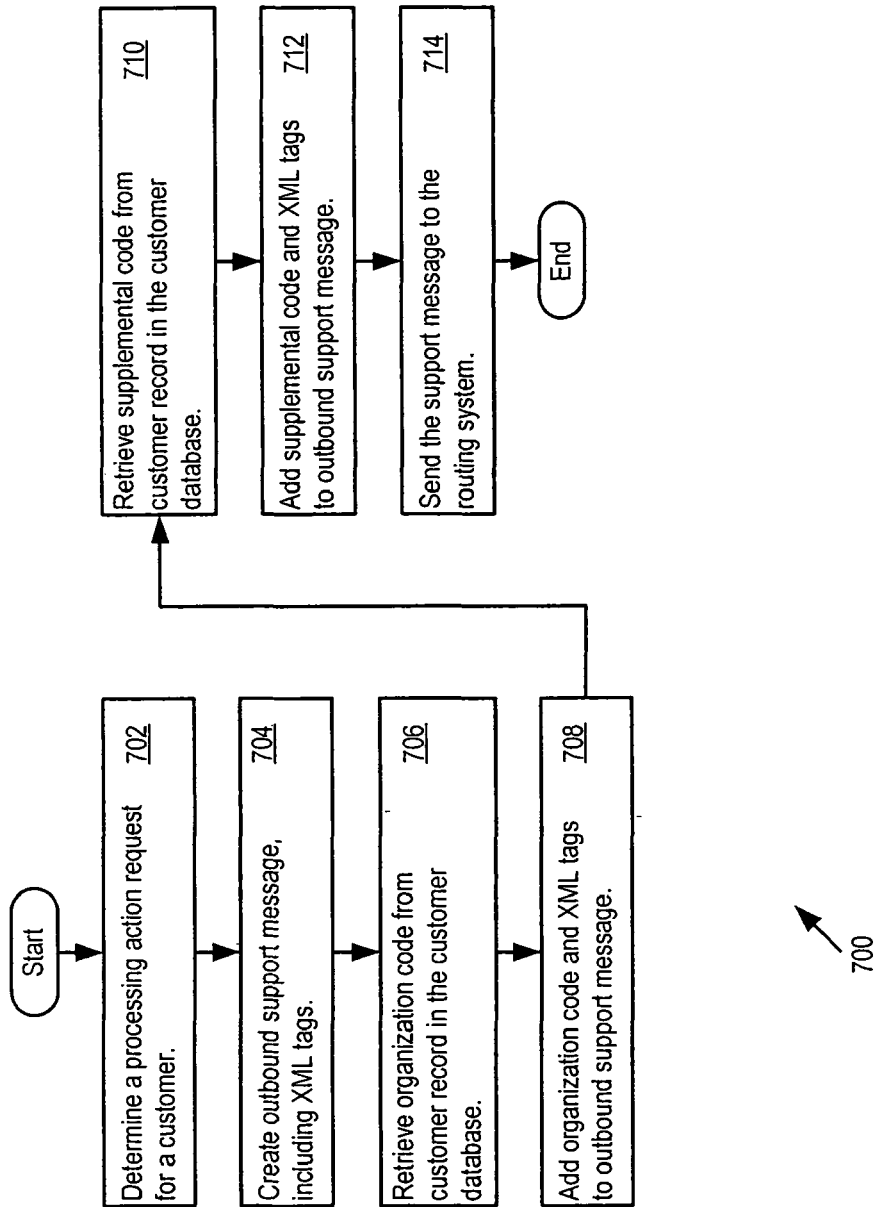 Start
Determine a processing action request
for a customer.
702
Create outbound support message,
including XML tags.
704
Retrieve organization code from
customer record in the customer
database.
706
Add organization code and XML tags
to outbound support message.
708
Retrieve supplemental code from
customer record in the customer
database.
710
Add supplemental code and XML tags
to outbound support message.
712
Send the support message to the
routing system.
714
End
700